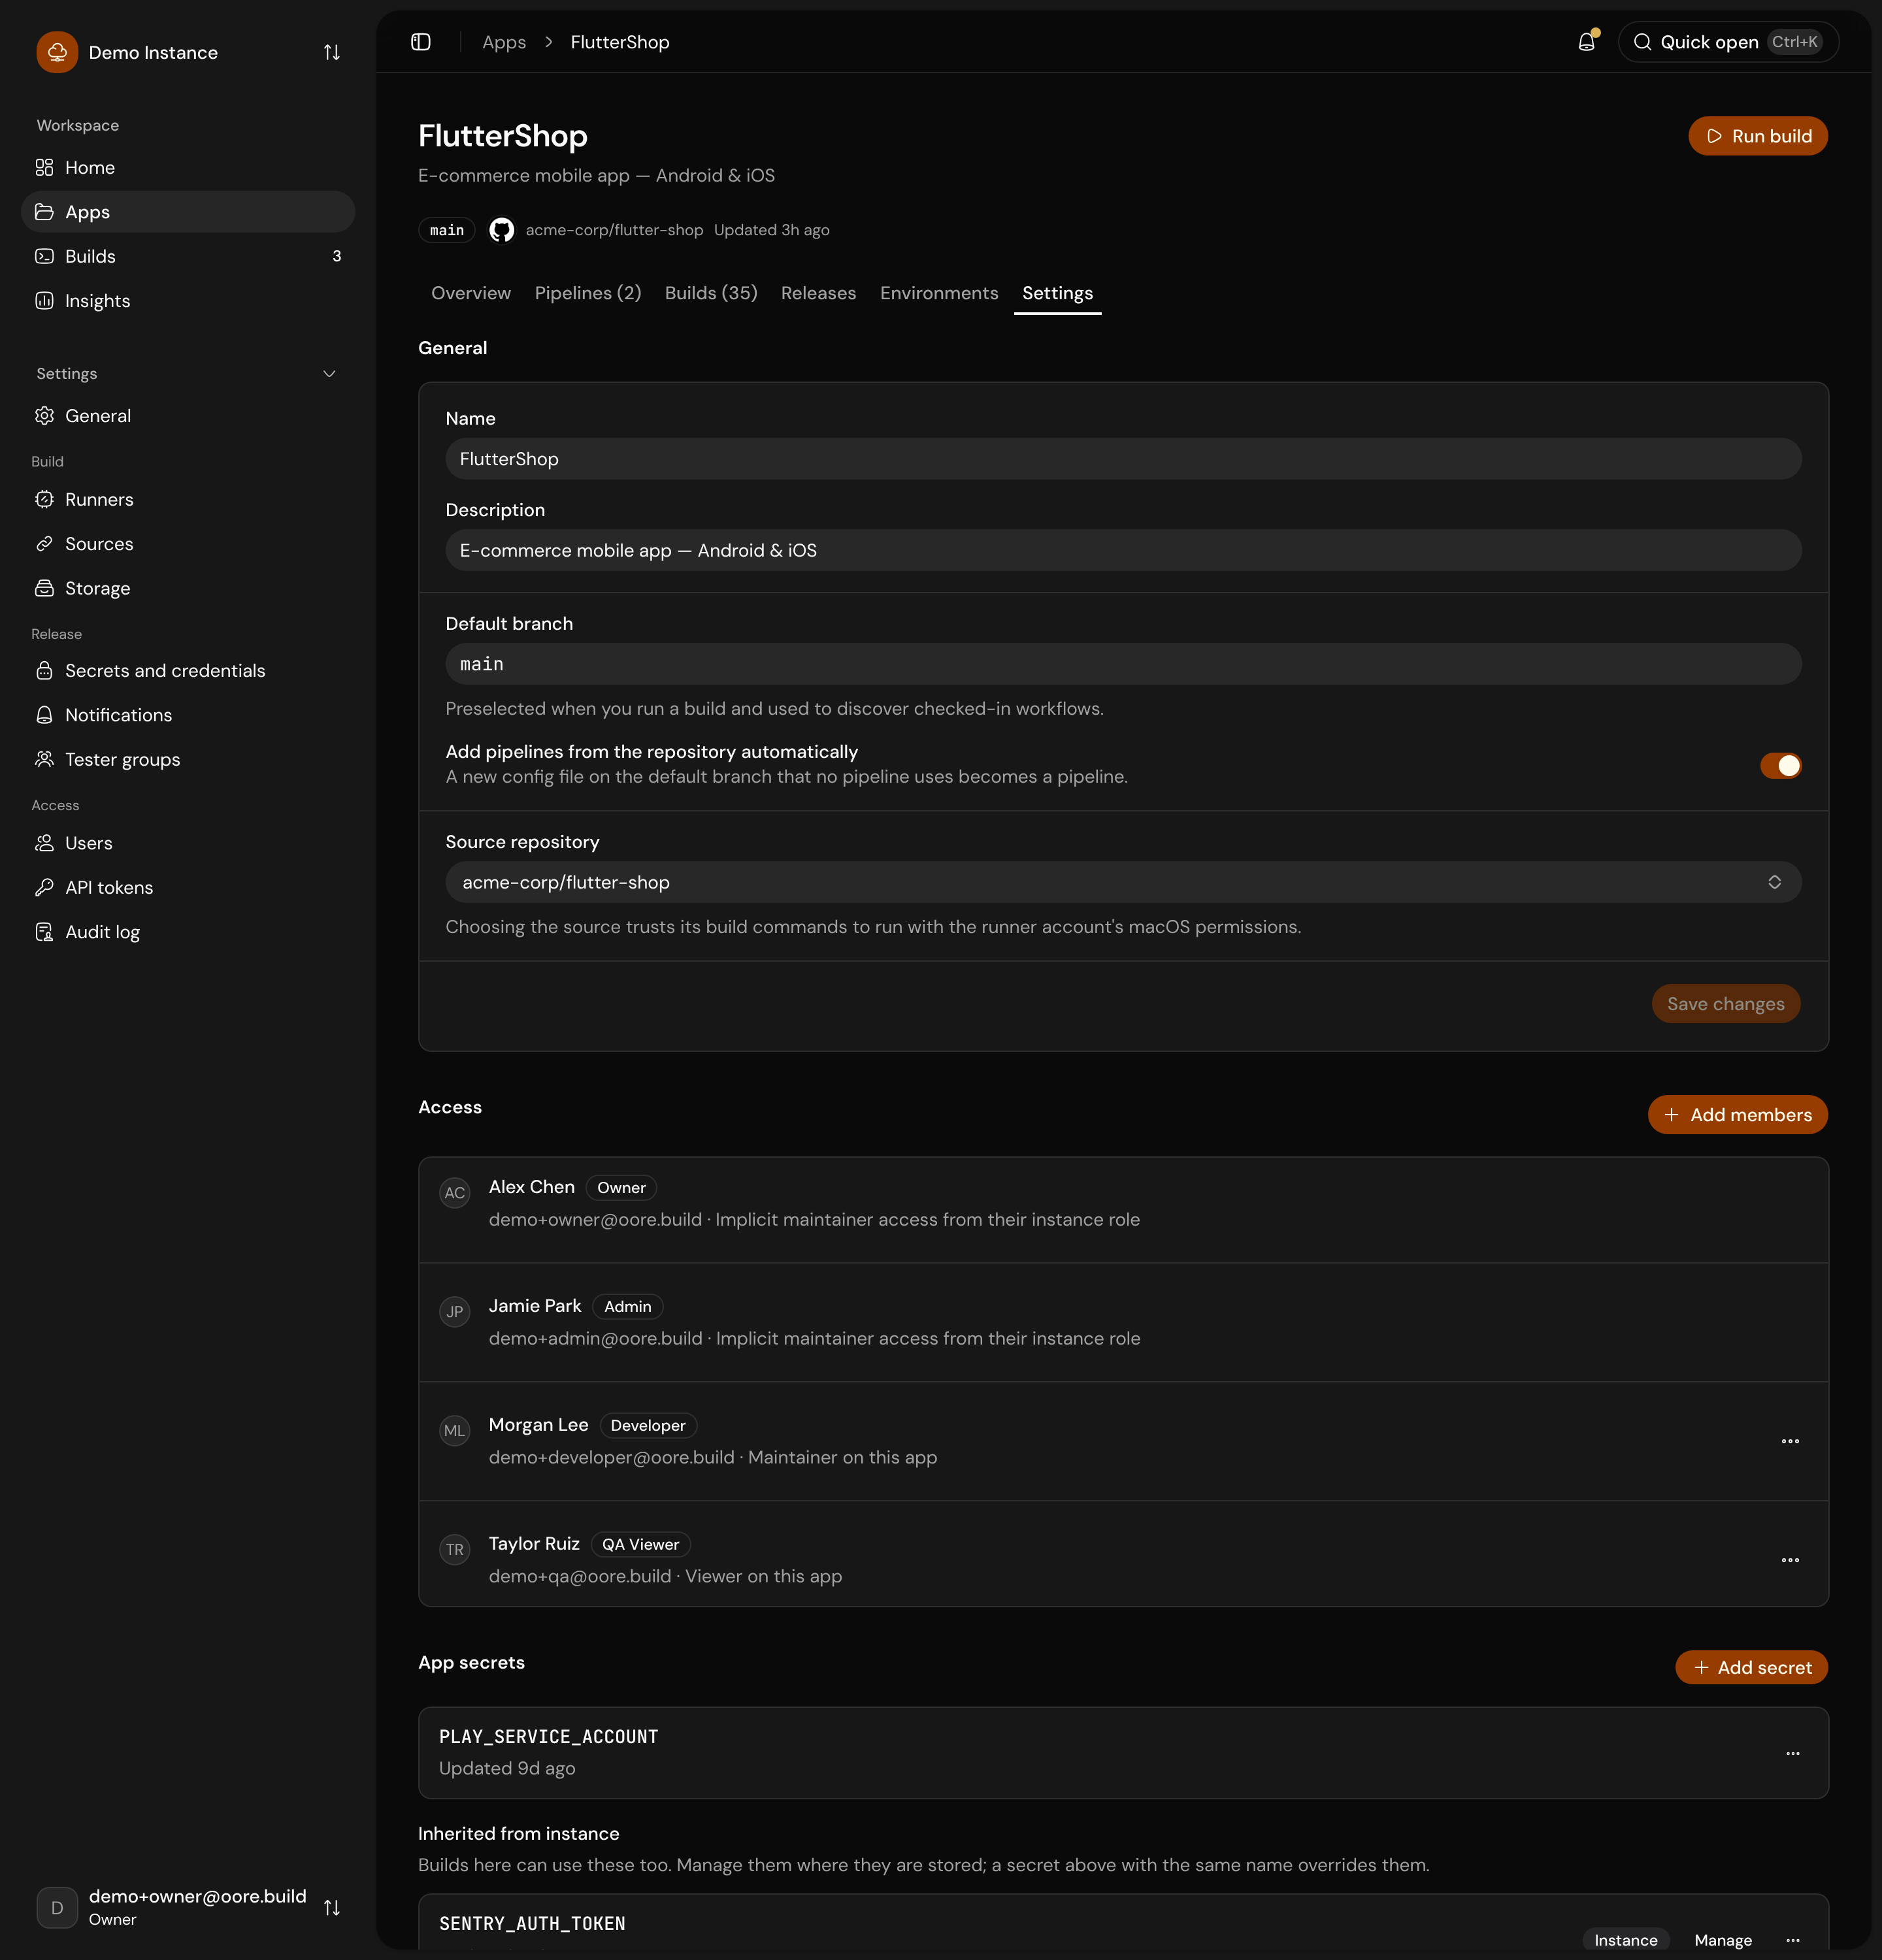 Demo Instance
Workspace
Home
Apps
Builds
3
Insights
Settings
General
Build
Runners
Sources
Storage
Release
Secrets and credentials
Notifications
Tester groups
Access
Users
API tokens
Audit log
D
demo+owner@oore.build
Owner
Apps
FlutterShop
Quick open
Ctrl+K
FlutterShop
Run build
E-commerce mobile app — Android & iOS
main
acme-corp/flutter-shop
Updated 3h ago
Overview
Pipelines (2)
Builds (35)
Releases
Environments
Settings
General
Name
FlutterShop
Description
E-commerce mobile app — Android & iOS
Default branch
main
Preselected when you run a build and used to discover checked-in workflows.
Add pipelines from the repository automatically
A new config file on the default branch that no pipeline uses becomes a pipeline.
Source repository
acme-corp/flutter-shop
Choosing the source trusts its build commands to run with the runner account's macOS permissions.
Save changes
Access
Add members
AC
Alex Chen
Owner
demo+owner@oore.build · Implicit maintainer access from their instance role
JP
Jamie Park
Admin
demo+admin@oore.build · Implicit maintainer access from their instance role
ML
Morgan Lee
Developer
demo+developer@oore.build · Maintainer on this app
TR
Taylor Ruiz
QA Viewer
demo+qa@oore.build · Viewer on this app
App secrets
Add secret
PLAY_SERVICE_ACCOUNT
Updated 9d ago
Inherited from instance
Builds here can use these too. Manage them where they are stored; a secret above with the same name overrides them.
SENTRY_AUTH_TOKEN
Instance
Manage